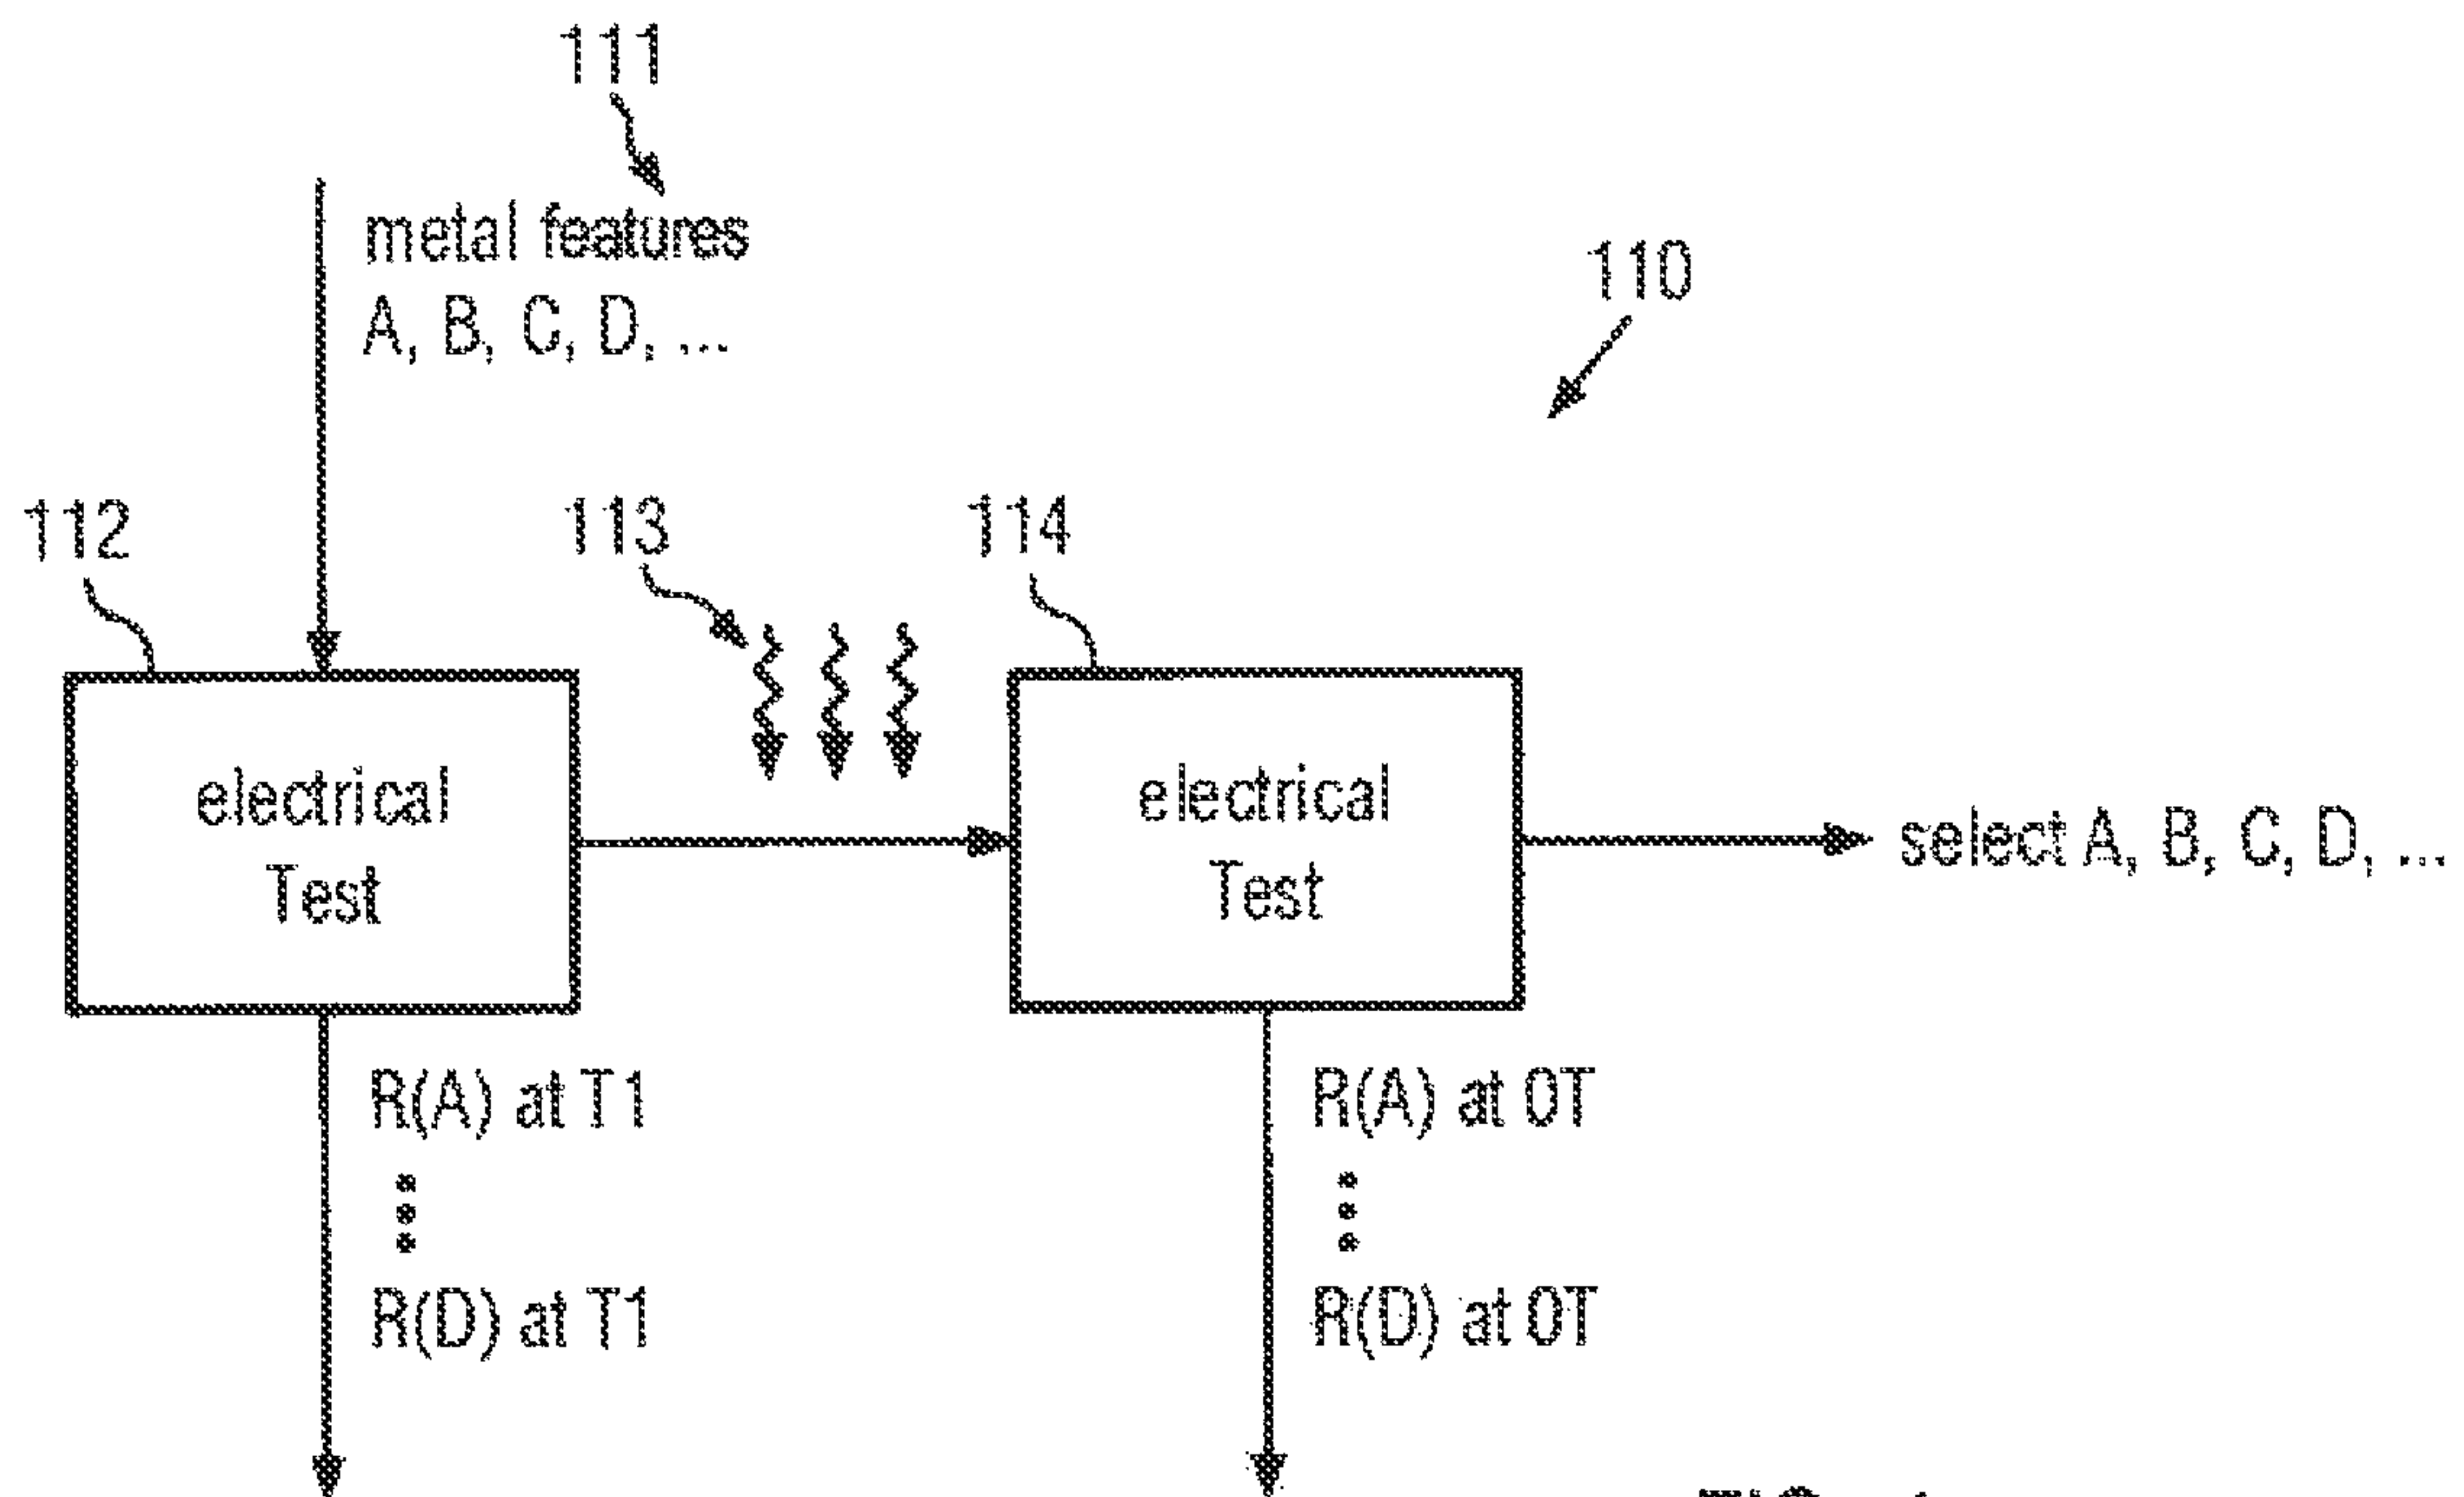 111
metal features
A, B, C, D, ...
110
112
113
114
electrical
Test
electrical
Test
select A, B, C, D, ...
R(A) at T1
R(D) at T1
R(A) at OT
R(D) at OT